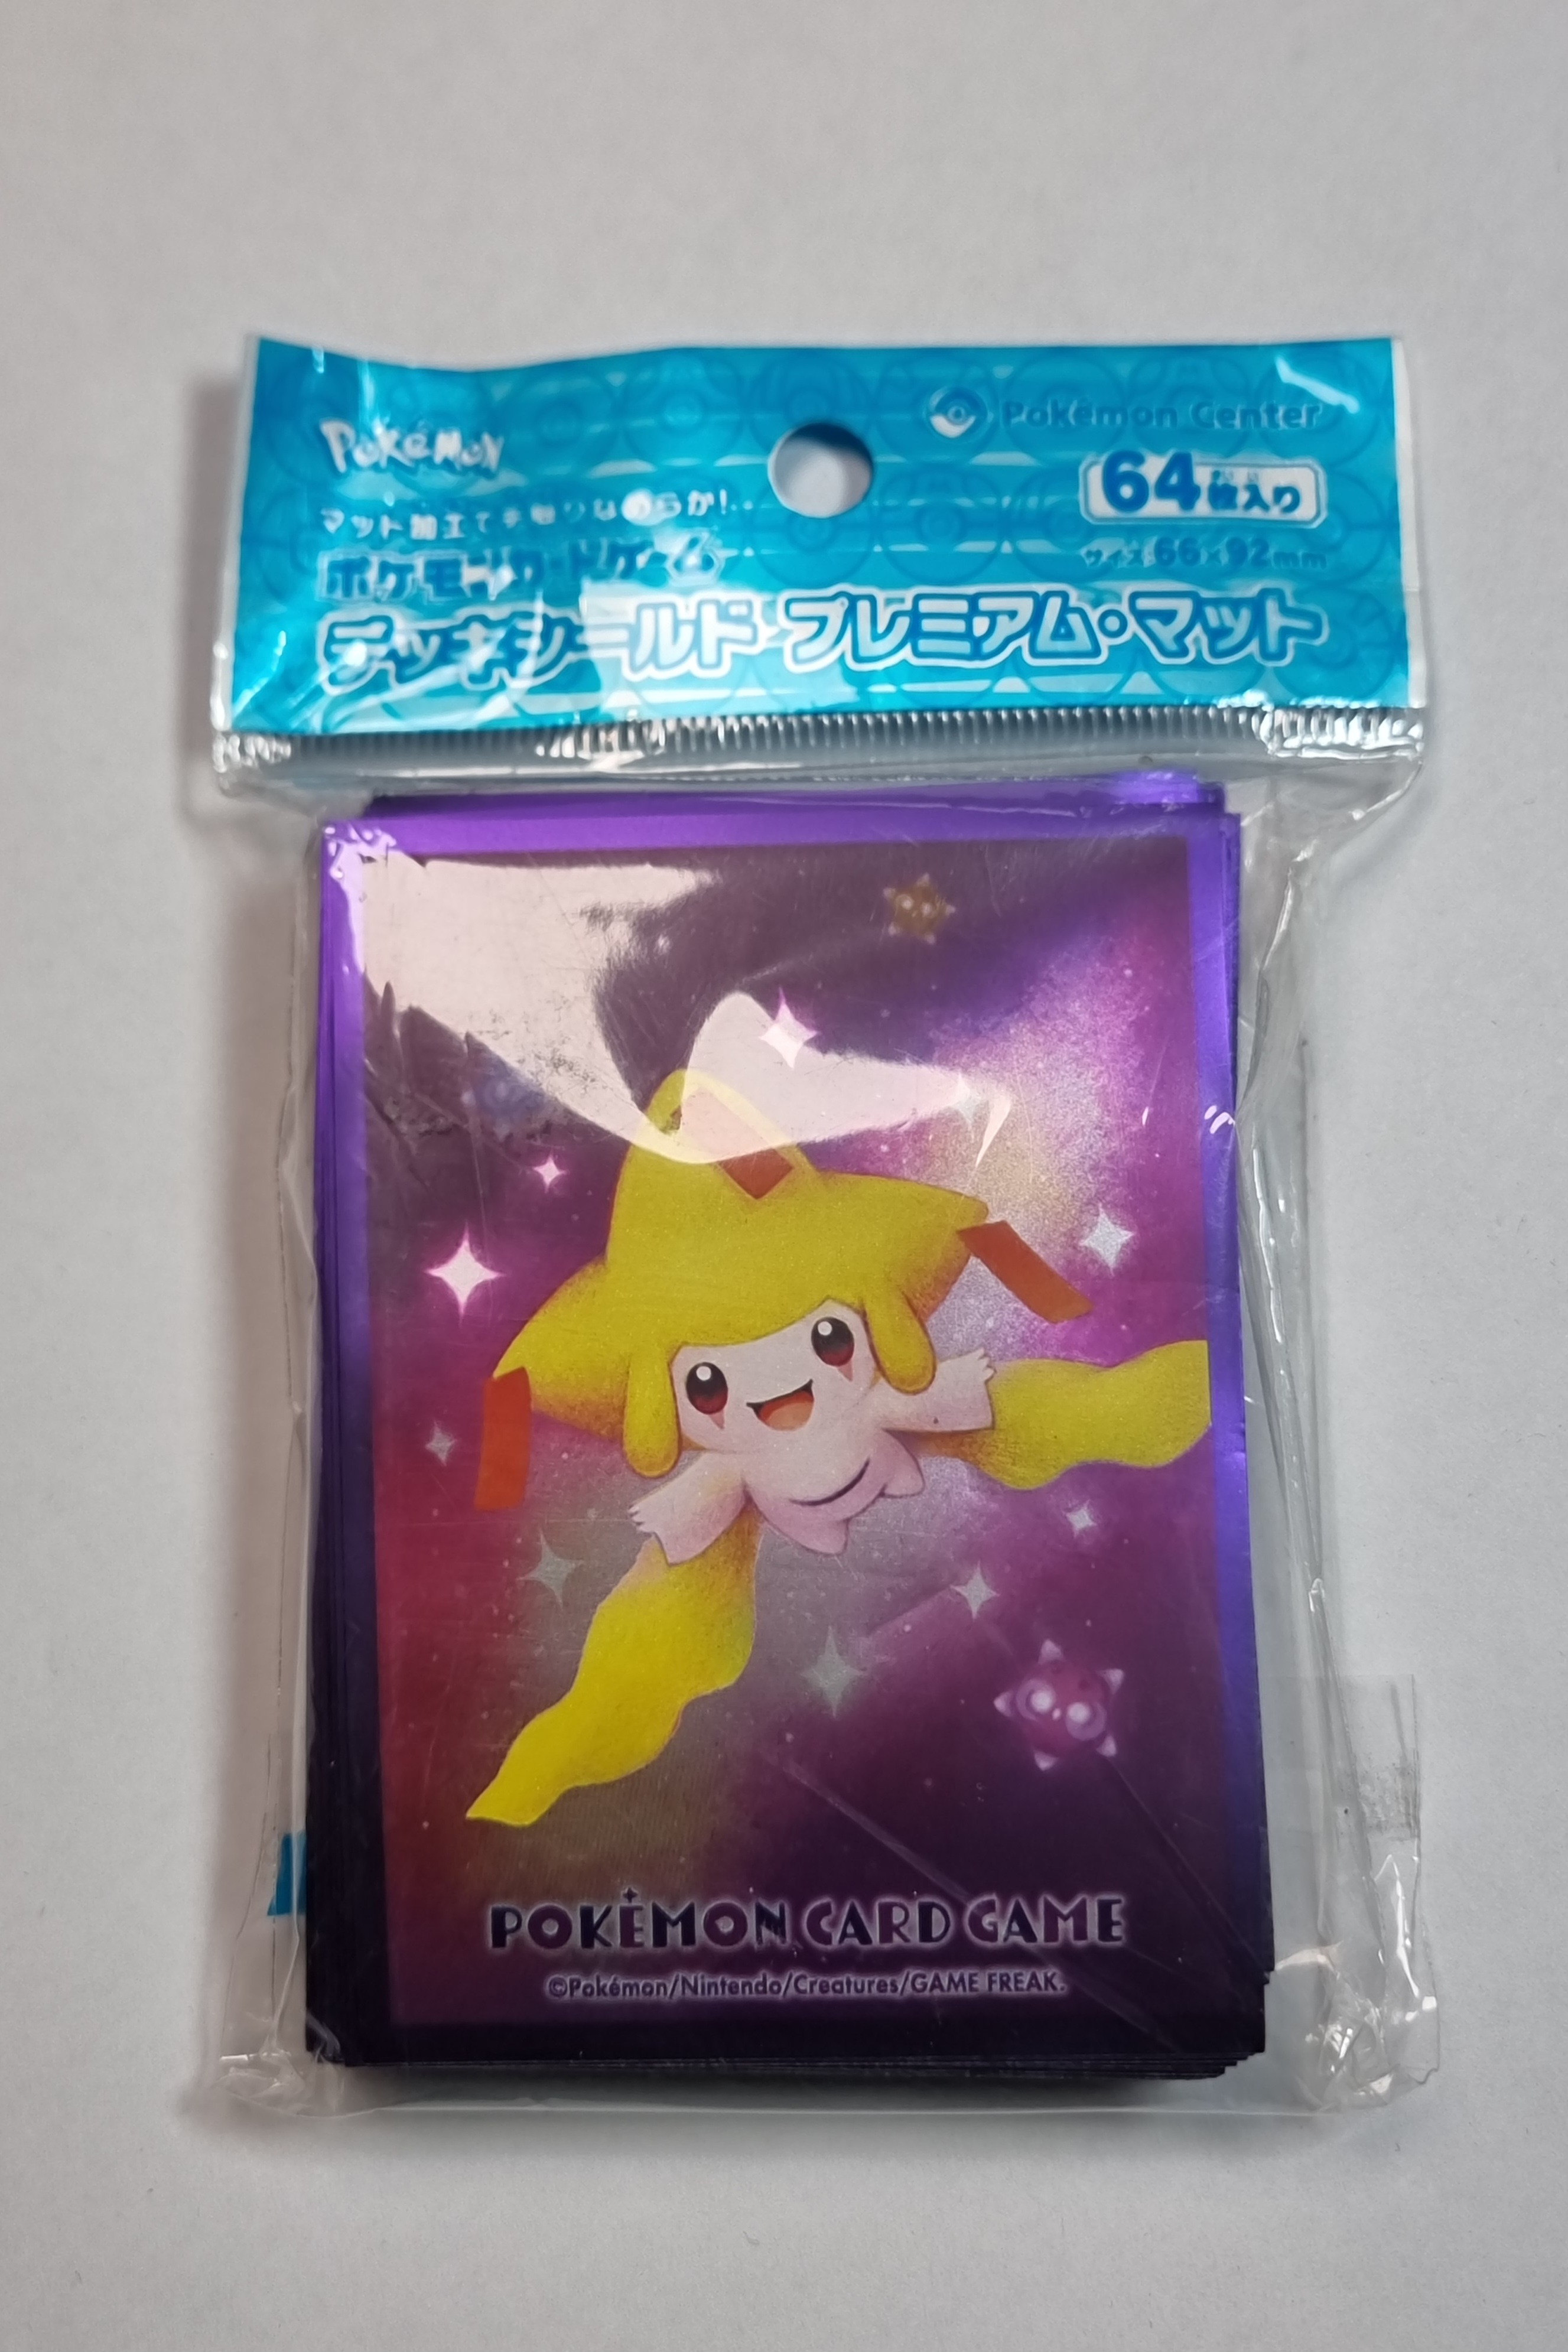 Pokémon
Pokémon Center
64枚入り
マット加工で手触りなめらか!
サイズ:66×92mm
ポケモンカードゲーム
デッキシールド プレミアム・マット
POKÉMON CARD GAME
©Pokémon/Nintendo/Creatures/GAME FREAK.